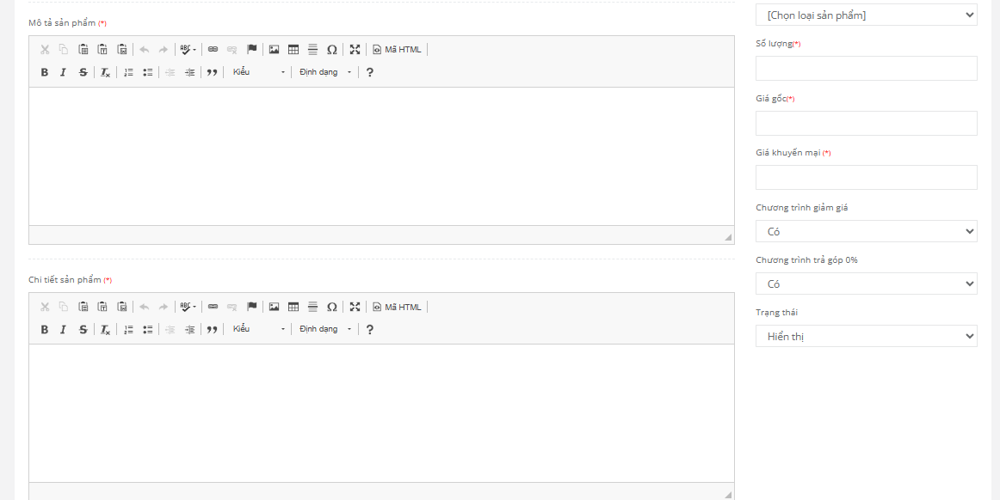 Mô tả sản phẩm (*)
Mã HTML
Kiểu Định dạng ?
Chi tiết sản phẩm (*)
Mã HTML
Kiểu Định dạng ?
[Chọn loại sản phẩm]
Số lượng(*)
Giá gốc(*)
Giá khuyến mại (*)
Chương trình giảm giá
Có
Chương trình trả góp 0%
Có
Trạng thái
Hiển thị